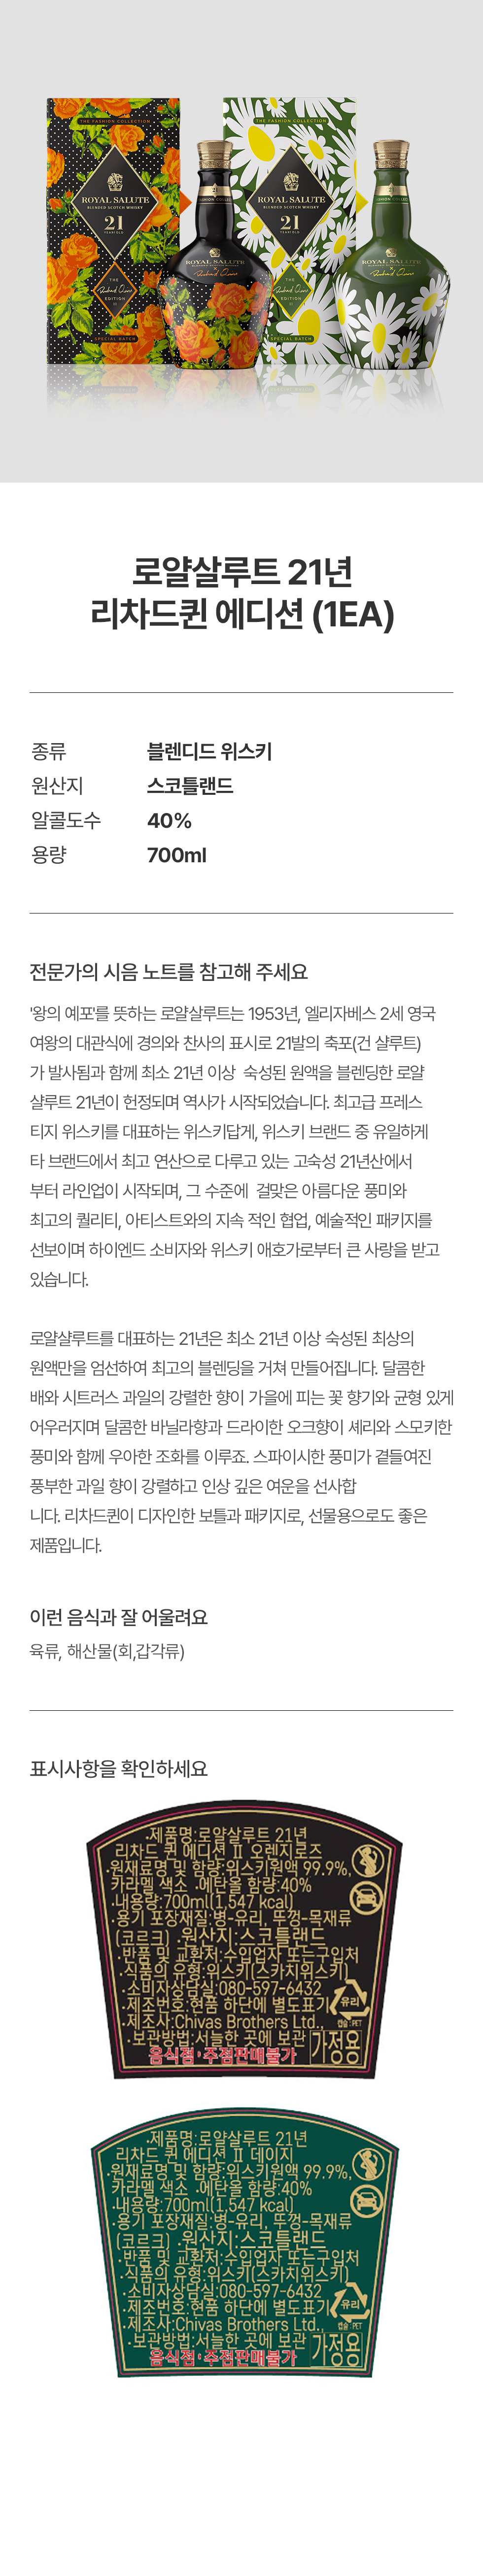 THE FASHION COLLECTION
ROYAL SALUTE
BLENDED SCOTCH WHISKY
21
YEARS OLD
THE
Richard Quinn
EDITION
II
SPECIAL BATCH
THE FASHION COLLECTION
ROYAL SALUTE
BLENDED SCOTCH WHISKY
21
YEARS OLD
THE
Richard Quinn
EDITION
II
SPECIAL BATCH
로얄살루트 21년
리차드퀸 에디션 (1EA)
종류 블렌디드 위스키
원산지 스코틀랜드
알콜도수 40%
용량 700ml
전문가의 시음 노트를 참고해 주세요
'왕의 예포'를 뜻하는 로얄살루트는 1953년, 엘리자베스 2세 영국
여왕의 대관식에 경의와 찬사의 표시로 21발의 축포(건 샬루트)
가 발사됨과 함께 최소 21년 이상 숙성된 원액을 블렌딩한 로얄
샬루트 21년이 헌정되며 역사가 시작되었습니다. 최고급 프레스
티지 위스키를 대표하는 위스키답게, 위스키 브랜드 중 유일하게
타 브랜드에서 최고 연산으로 다루고 있는 고숙성 21년산에서
부터 라인업이 시작되며, 그 수준에 걸맞은 아름다운 풍미와
최고의 퀄리티, 아티스트와의 지속 적인 협업, 예술적인 패키지를
선보이며 하이엔드 소비자와 위스키 애호가로부터 큰 사랑을 받고
있습니다.
로얄샬루트를 대표하는 21년은 최소 21년 이상 숙성된 최상의
원액만을 엄선하여 최고의 블렌딩을 거쳐 만들어집니다. 달콤한
배와 시트러스 과일의 강렬한 향이 가을에 피는 꽃 향기와 균형 있게
어우러지며 달콤한 바닐라향과 드라이한 오크향이 셰리와 스모키한
풍미와 함께 우아한 조화를 이루죠. 스파이시한 풍미가 곁들여진
풍부한 과일 향이 강렬하고 인상 깊은 여운을 선사합
니다. 리차드퀸이 디자인한 보틀과 패키지로, 선물용으로도 좋은
제품입니다.
이런 음식과 잘 어울려요
육류, 해산물(회,갑각류)
표시사항을 확인하세요
·제품명:로얄살루트 21년
리차드 퀸 에디션 II 오렌지로즈
·원재료명 및 함량:위스키원액 99.9%,
카라멜 색소 ·에탄올 함량:40%
·내용량:700ml(1,547 kcal)
·용기 포장재질:병-유리, 뚜껑-목재류
(코르크) ·원산지:스코틀랜드
·반품 및 교환처:수입업자 또는구입처
·식품의 유형:위스키(스카치위스키)
·소비자상담실:080-597-6432
·제조번호:현품 하단에 별도표기
·제조사:Chivas Brothers Ltd.,
·보관방법:서늘한 곳에 보관
음식점·주점판매불가
유리
캡슐:PET
가정용
·제품명:로얄살루트 21년
리차드 퀸 에디션 II 데이지
·원재료명 및 함량:위스키원액 99.9%,
카라멜 색소 ·에탄올 함량:40%
·내용량:700ml(1,547 kcal)
·용기 포장재질:병-유리, 뚜껑-목재류
(코르크) ·원산지:스코틀랜드
·반품 및 교환처:수입업자 또는구입처
·식품의 유형:위스키(스카치위스키)
·소비자상담실:080-597-6432
·제조번호:현품 하단에 별도표기
·제조사:Chivas Brothers Ltd.,
·보관방법:서늘한 곳에 보관
음식점·주점판매불가
유리
캡슐:PET
가정용